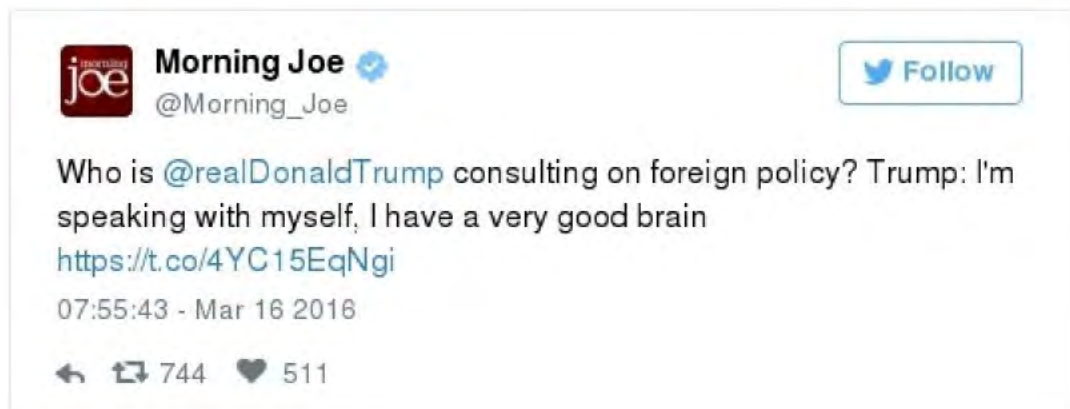 morning
joe
Morning Joe
@Morning_Joe
Follow
Who is @realDonaldTrump consulting on foreign policy? Trump: I'm
speaking with myself, I have a very good brain
https://t.co/4YC15EqNgi
07:55:43 - Mar 16 2016
744 511